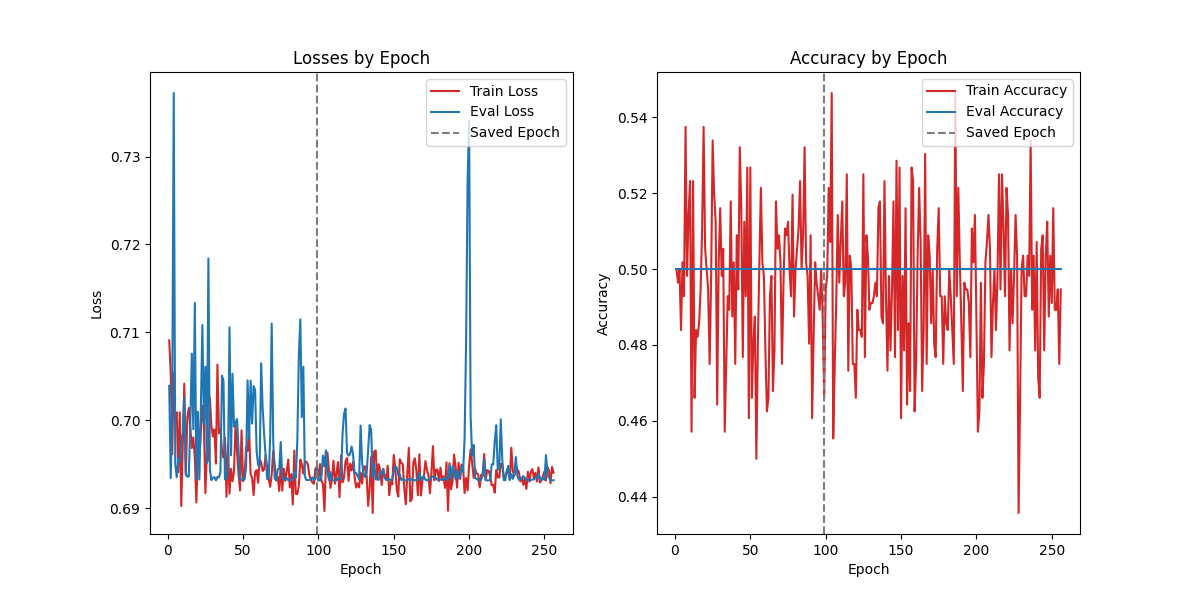 Losses by Epoch
Train Loss
Eval Loss
Saved Epoch
0.73
0.72
0.71
0.70
0.69
Loss
0
50
100
150
200
250
Epoch
Accuracy by Epoch
Train Accuracy
Eval Accuracy
Saved Epoch
0.54
0.52
0.50
0.48
0.46
0.44
Accuracy
0
50
100
150
200
250
Epoch